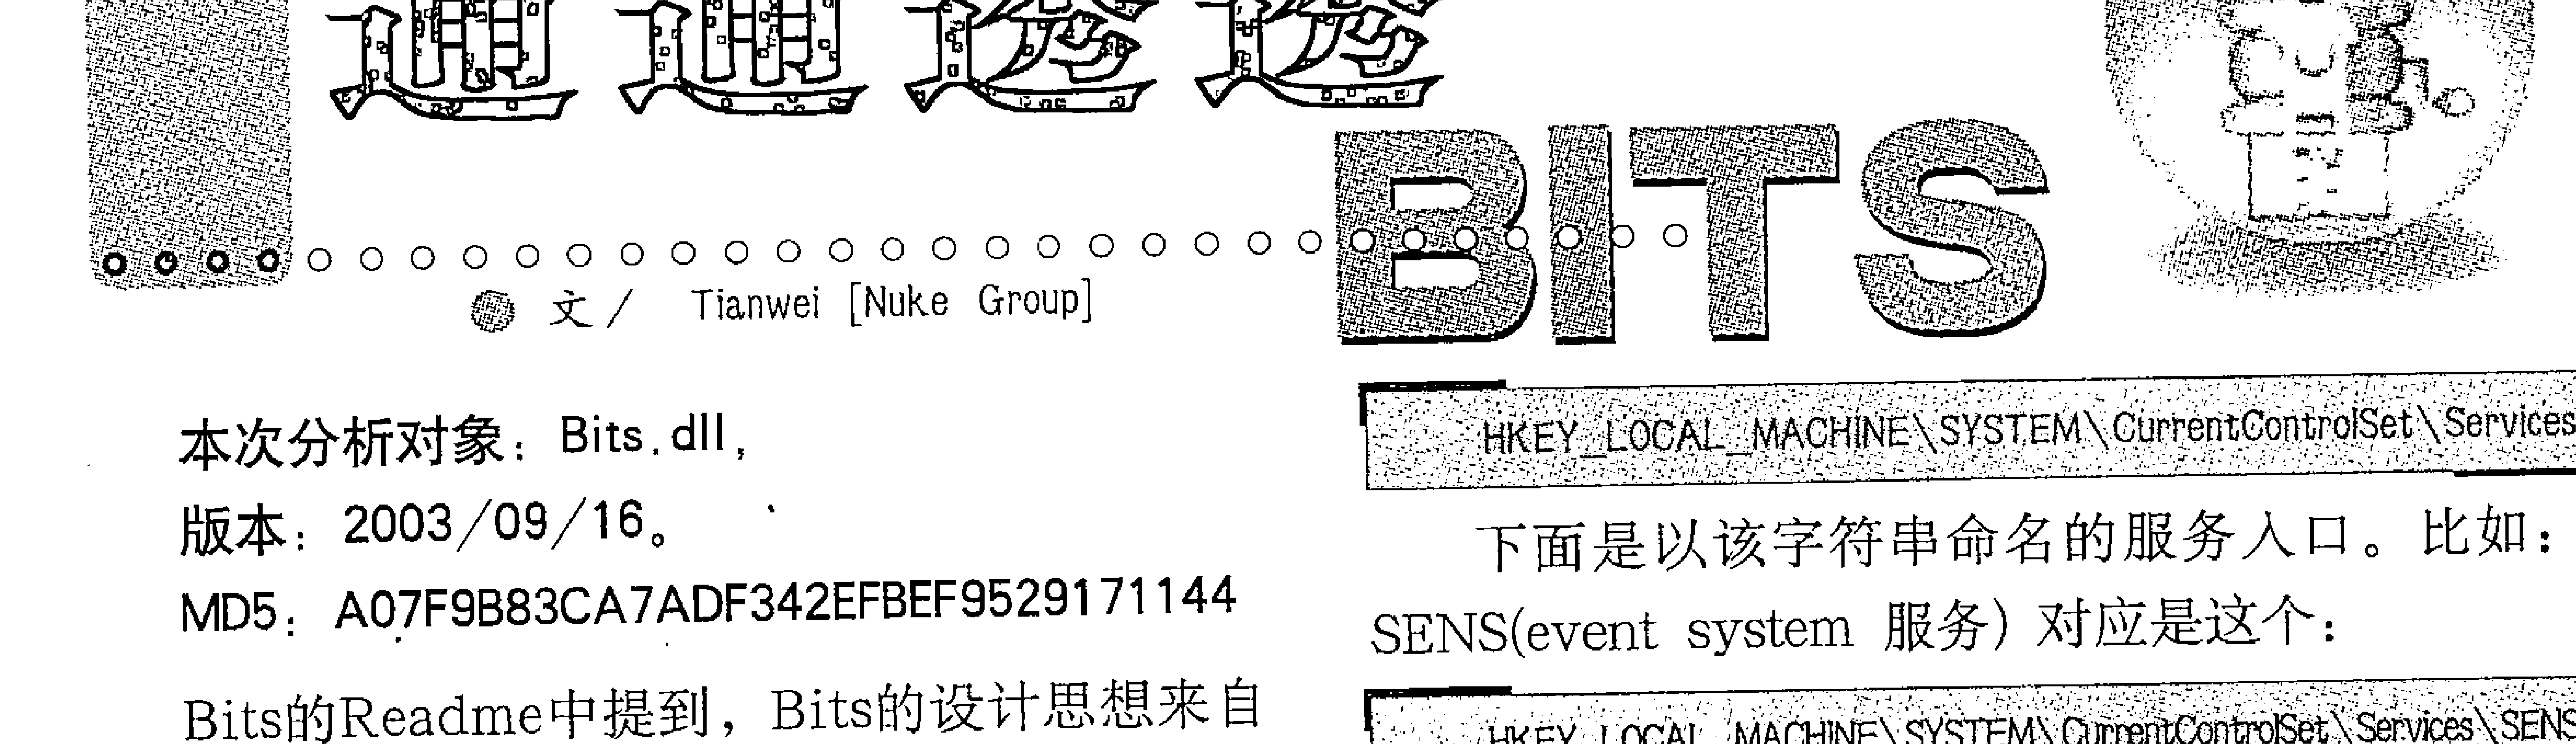 BITS
文/ Tianwei [Nuke Group]
本次分析对象：Bits.dll，
版本：2003/09/16。
MD5：A07F9B83CA7ADF342EFBEF9529171144
Bits的Readme中提到，Bits的设计思想来自
HKEY_LOCAL_MACHINE\SYSTEM\CurrentControlSet\Services
下面是以该字符串命名的服务入口。比如：
SENS(event system 服务) 对应是这个：
HKEY_LOCAL_MACHINE\SYSTEM\CurrentControlSet\Services\SENS